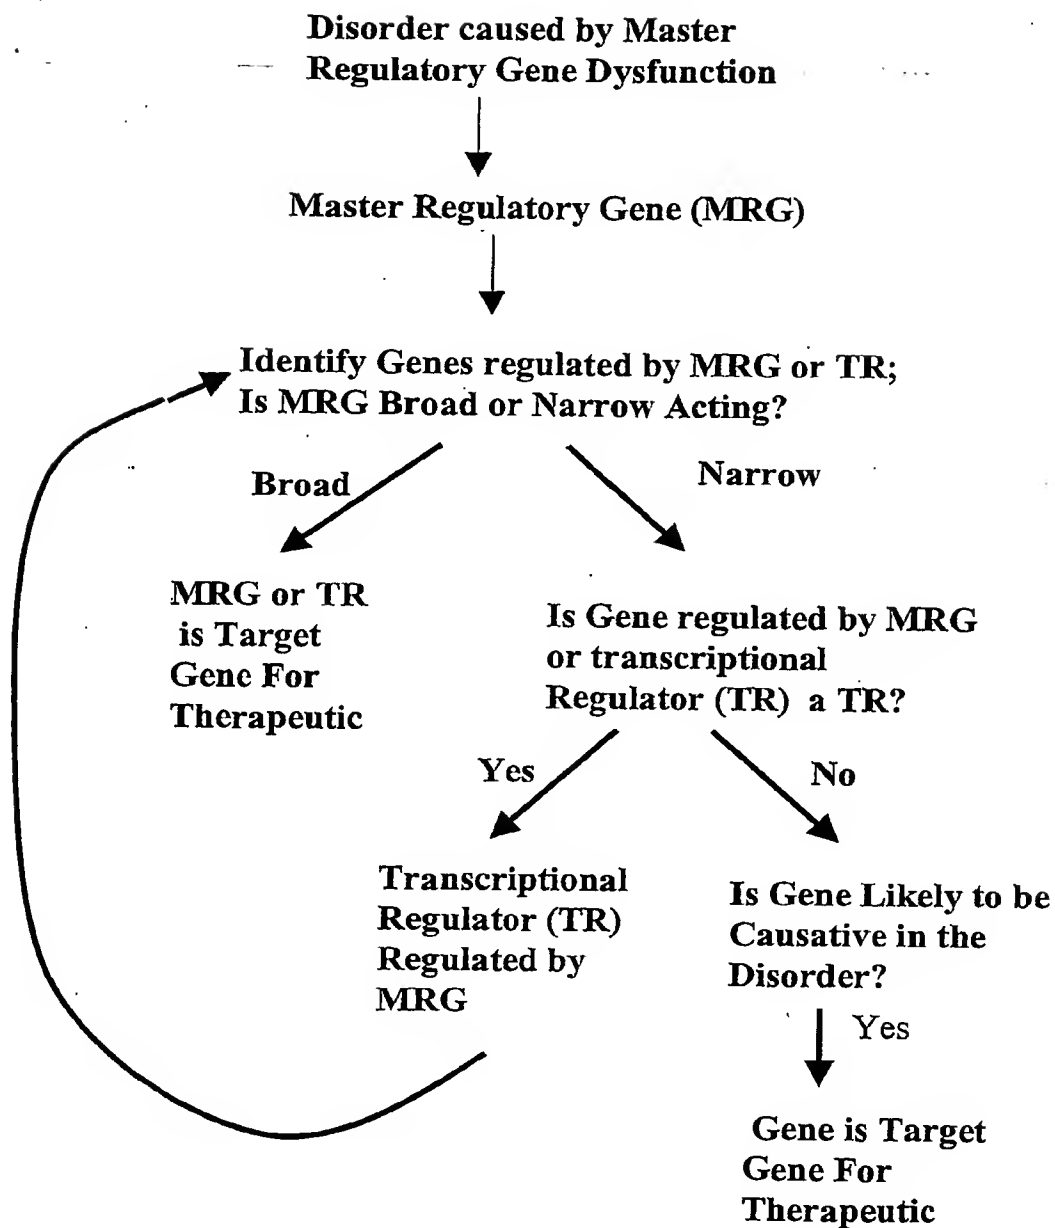 Disorder caused by Master
Regulatory Gene Dysfunction
Master Regulatory Gene (MRG)
Identify Genes regulated by MRG or TR;
Is MRG Broad or Narrow Acting?
Broad
Narrow
MRG or TR
is Target
Gene For
Therapeutic
Is Gene regulated by MRG
or transcriptional
Regulator (TR) a TR?
Yes
No
Transcriptional
Regulator (TR)
Regulated by
MRG
Is Gene Likely to be
Causative in the
Disorder?
Yes
Gene is Target
Gene For
Therapeutic